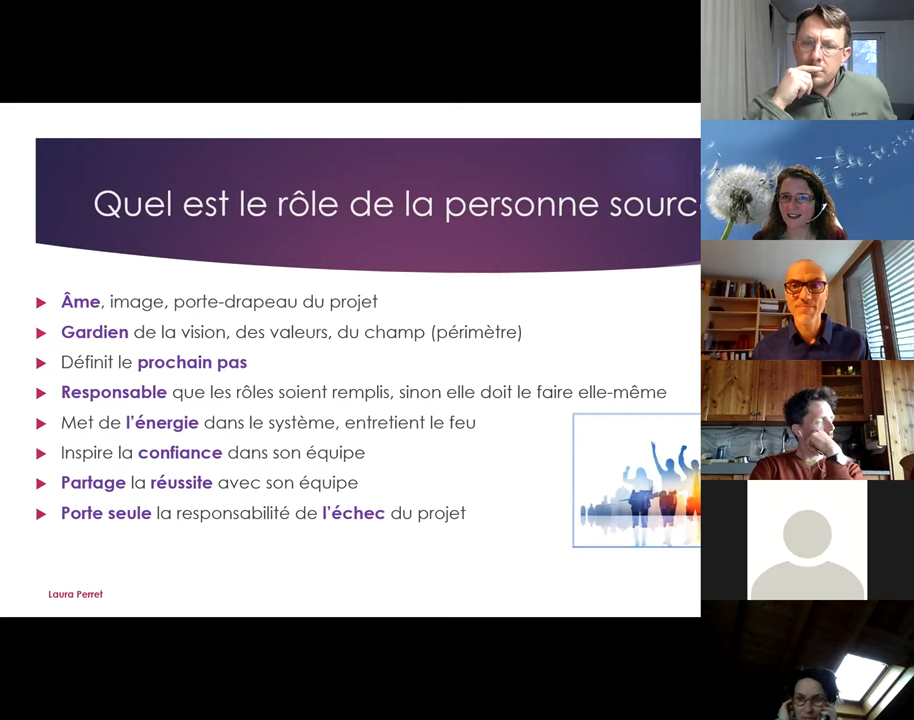 Quel est le rôle de la personne sourc
Âme, image, porte-drapeau du projet
Gardien de la vision, des valeurs, du champ (périmètre)
Définit le prochain pas
Responsable que les rôles soient remplis, sinon elle doit le faire elle-même
Met de l'énergie dans le système, entretient le feu
Inspire la confiance dans son équipe
Partage la réussite avec son équipe
Porte seule la responsabilité de l'échec du projet
Laura Perret